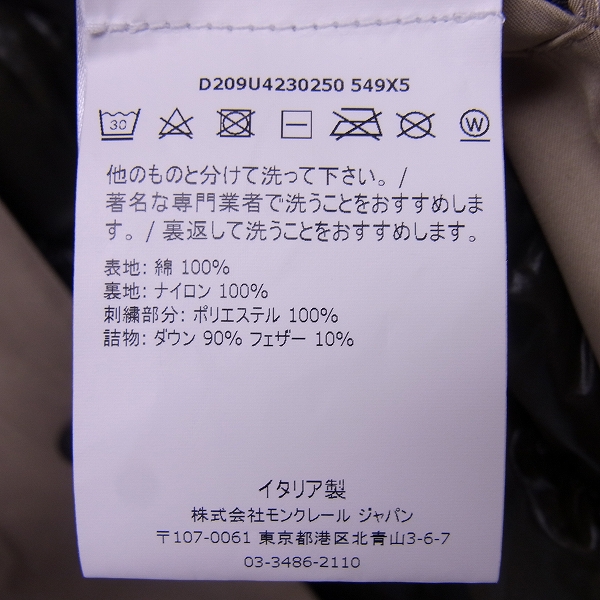 D209U4230250 549X5
30 W
他のものと分けて洗って下さい。/
著名な専門業者で洗うことをおすすめしま
す。/ 裏返して洗うことをおすすめします。
表地: 綿 100%
裏地: ナイロン 100%
刺繍部分: ポリエステル 100%
詰物: ダウン 90% フェザー 10%
イタリア製
株式会社モンクレール ジャパン
〒107-0061 東京都港区北青山3-6-7
03-3486-2110